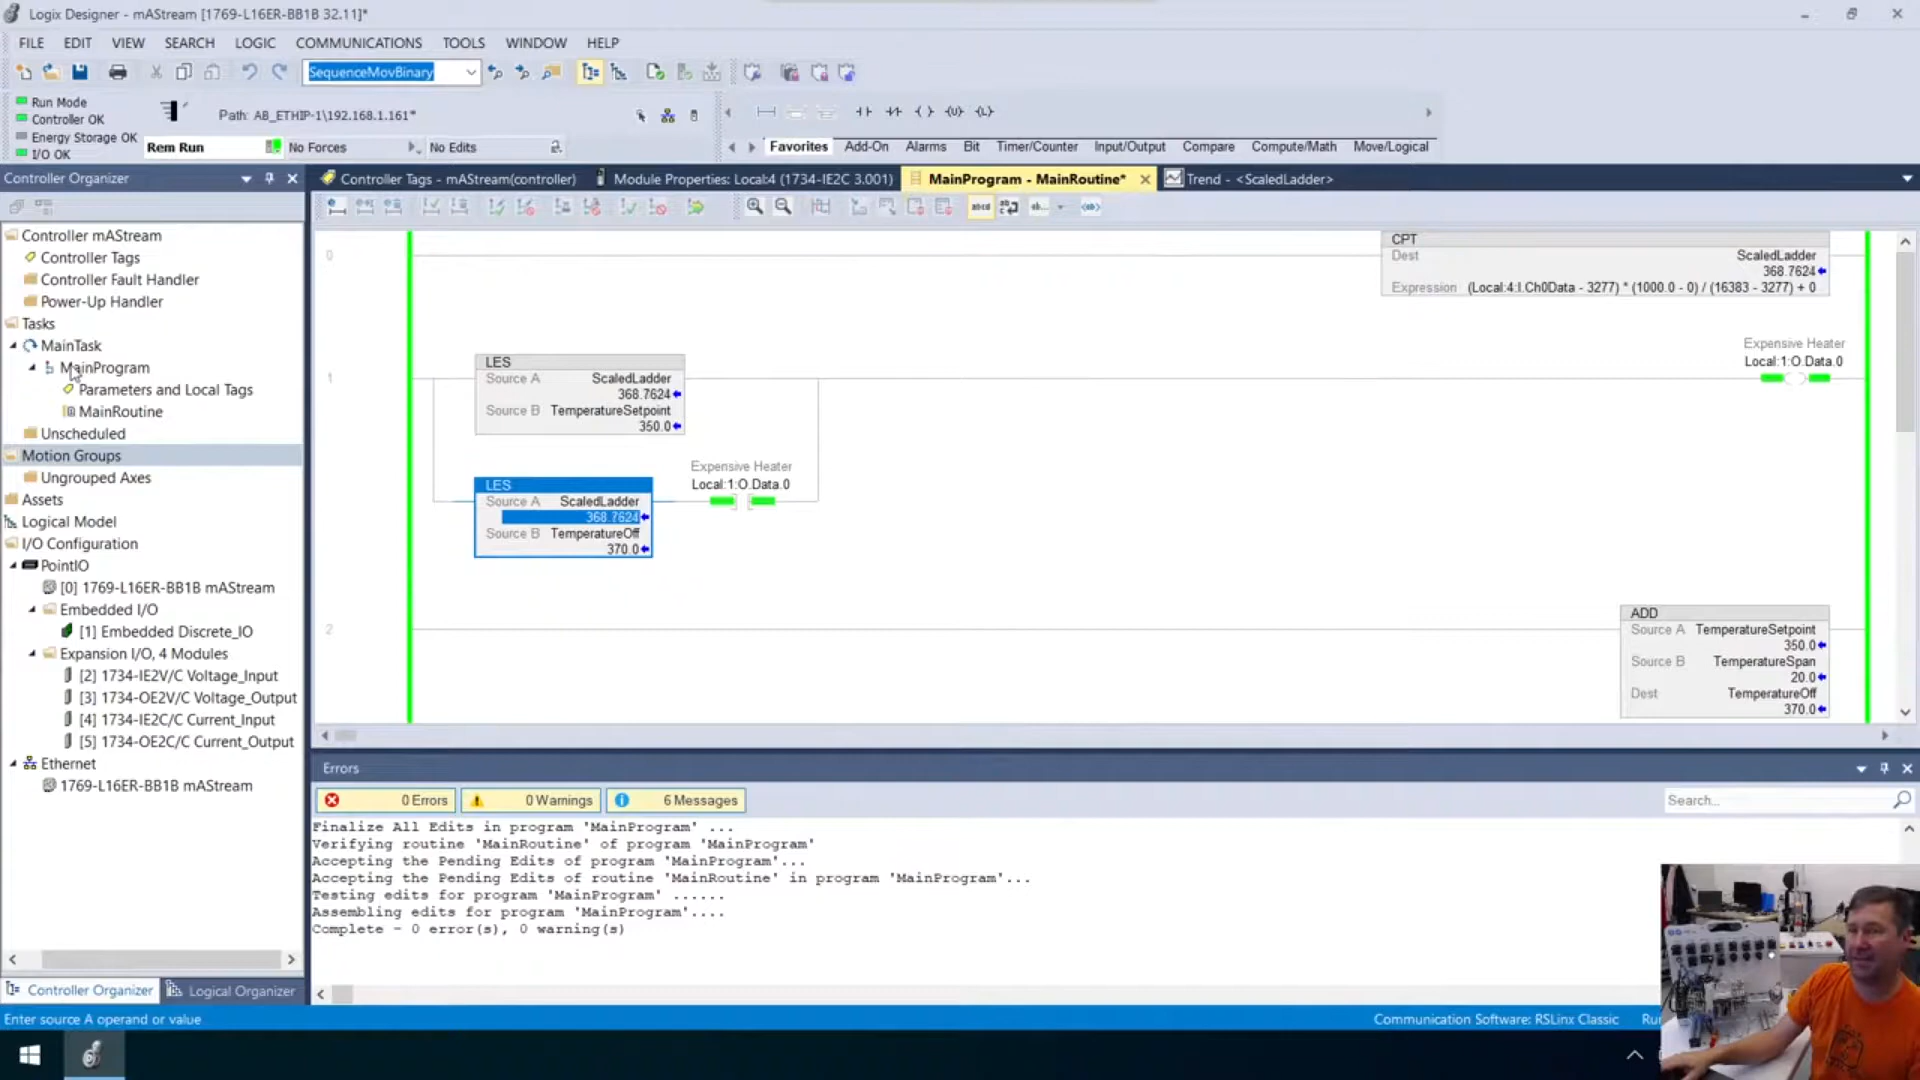 Logix Designer - mAStream [1769-L16ER-BB1B 32.11]*
FILE EDIT VIEW SEARCH LOGIC COMMUNICATIONS TOOLS WINDOW HELP
SequenceMovBinary
Run Mode
Controller OK
Energy Storage OK
I/O OK
Path: AB_ETHIP-1\192.168.1.161*
Rem Run No Forces No Edits
Favorites Add-On Alarms Bit Timer/Counter Input/Output Compare Compute/Math Move/Logical
Controller Organizer
Controller Tags - mAStream(controller) Module Properties: Local:4 (1734-IE2C 3.001) MainProgram - MainRoutine* Trend - <ScaledLadder>
Controller mAStream
Controller Tags
Controller Fault Handler
Power-Up Handler
Tasks
MainTask
MainProgram
Parameters and Local Tags
MainRoutine
Unscheduled
Motion Groups
Ungrouped Axes
Assets
Logical Model
I/O Configuration
PointIO
[0] 1769-L16ER-BB1B mAStream
Embedded I/O
[1] Embedded Discrete_IO
Expansion I/O, 4 Modules
[2] 1734-IE2V/C Voltage_Input
[3] 1734-OE2V/C Voltage_Output
[4] 1734-IE2C/C Current_Input
[5] 1734-OE2C/C Current_Output
Ethernet
1769-L16ER-BB1B mAStream
Controller Organizer Logical Organizer
0
CPT
Dest ScaledLadder
368.7624
Expression (Local:4:I.Ch0Data - 3277) * (1000.0 - 0) / (16383 - 3277) + 0
1
LES
Source A ScaledLadder
368.7624
Source B TemperatureSetpoint
350.0
Expensive Heater
Local:1:O.Data.0
LES
Source A ScaledLadder
368.7624
Source B TemperatureOff
370.0
Expensive Heater
Local:1:O.Data.0
2
ADD
Source A TemperatureSetpoint
350.0
Source B TemperatureSpan
20.0
Dest TemperatureOff
370.0
Errors
0 Errors 0 Warnings 6 Messages
Search...
Finalize All Edits in program 'MainProgram' ...
Verifying routine 'MainRoutine' of program 'MainProgram'
Accepting the Pending Edits of program 'MainProgram'...
Accepting the Pending Edits of routine 'MainRoutine' in program 'MainProgram'...
Testing edits for program 'MainProgram' ......
Assembling edits for program 'MainProgram'....
Complete - 0 error(s), 0 warning(s)
Enter source A operand or value
Communication Software: RSLinx Classic